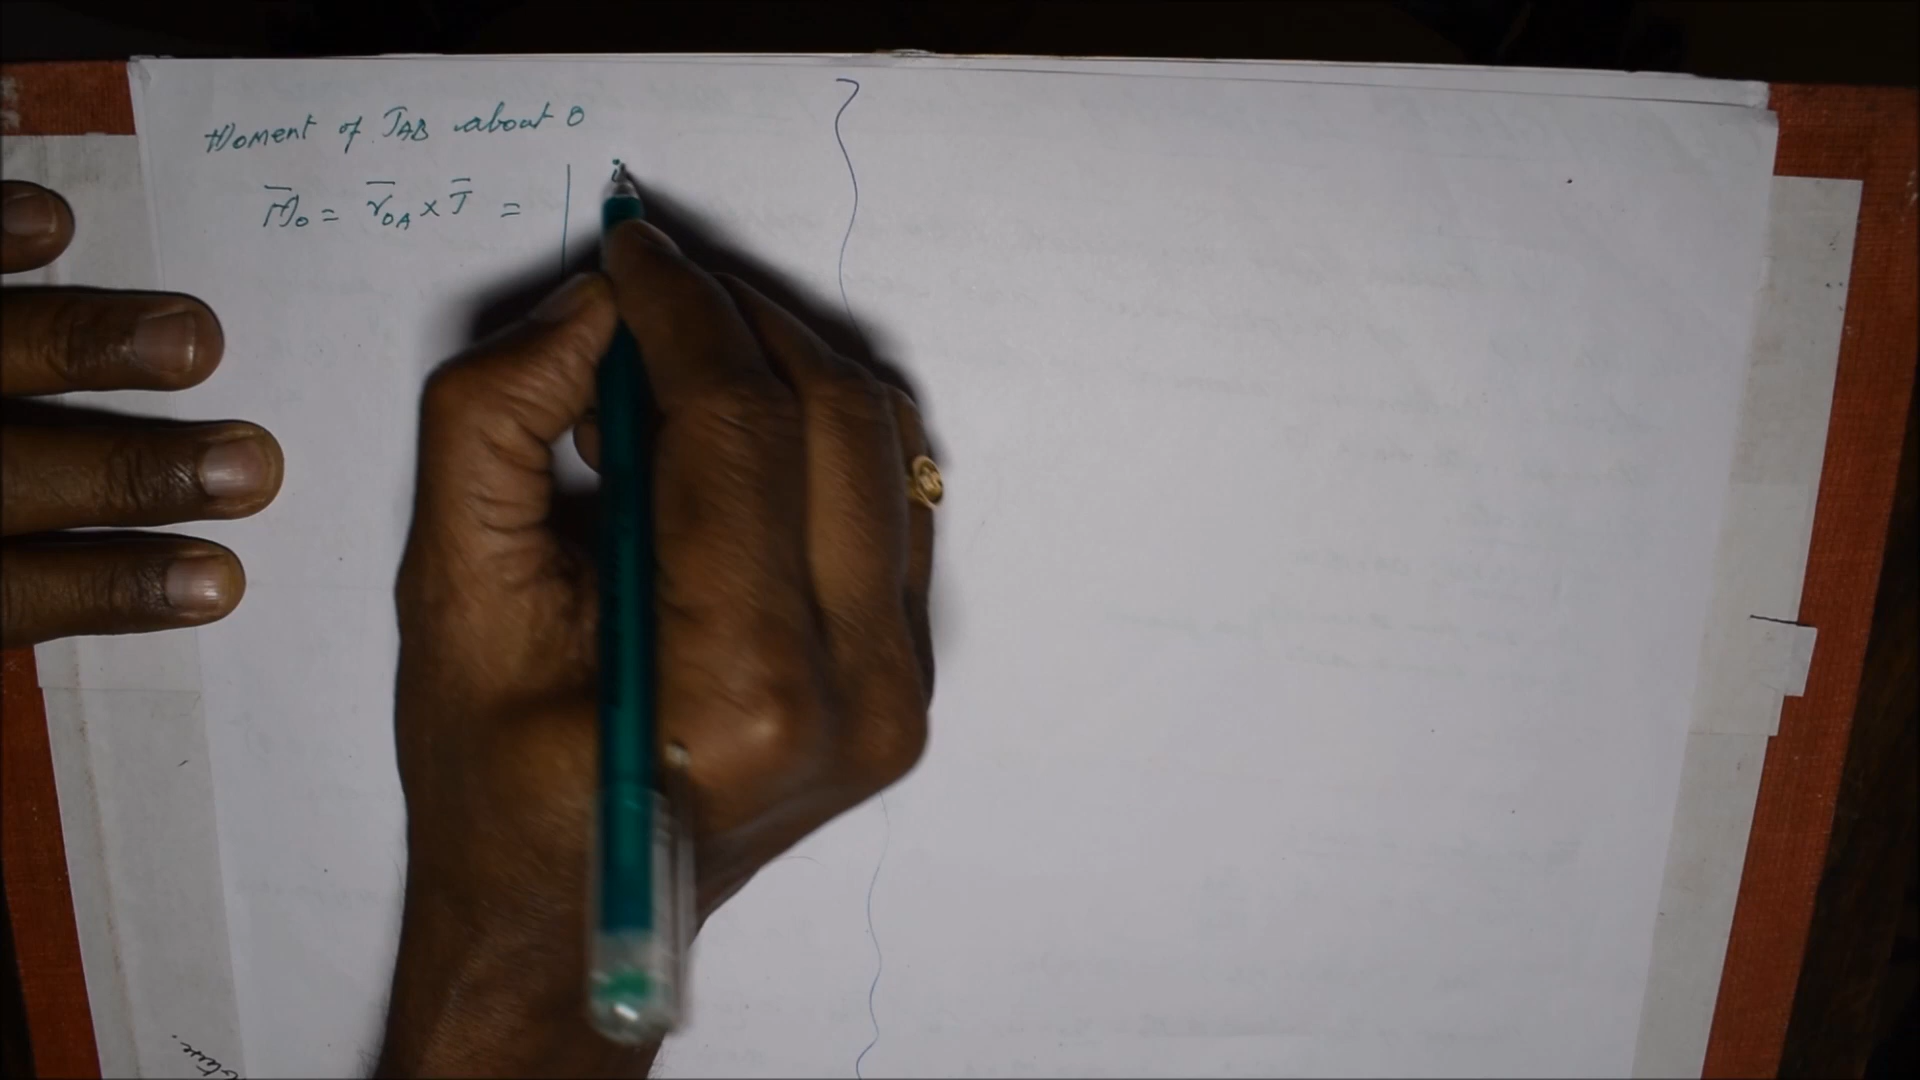 Moment of TAB about O
M̄o = r̄OA × T̄ = | i